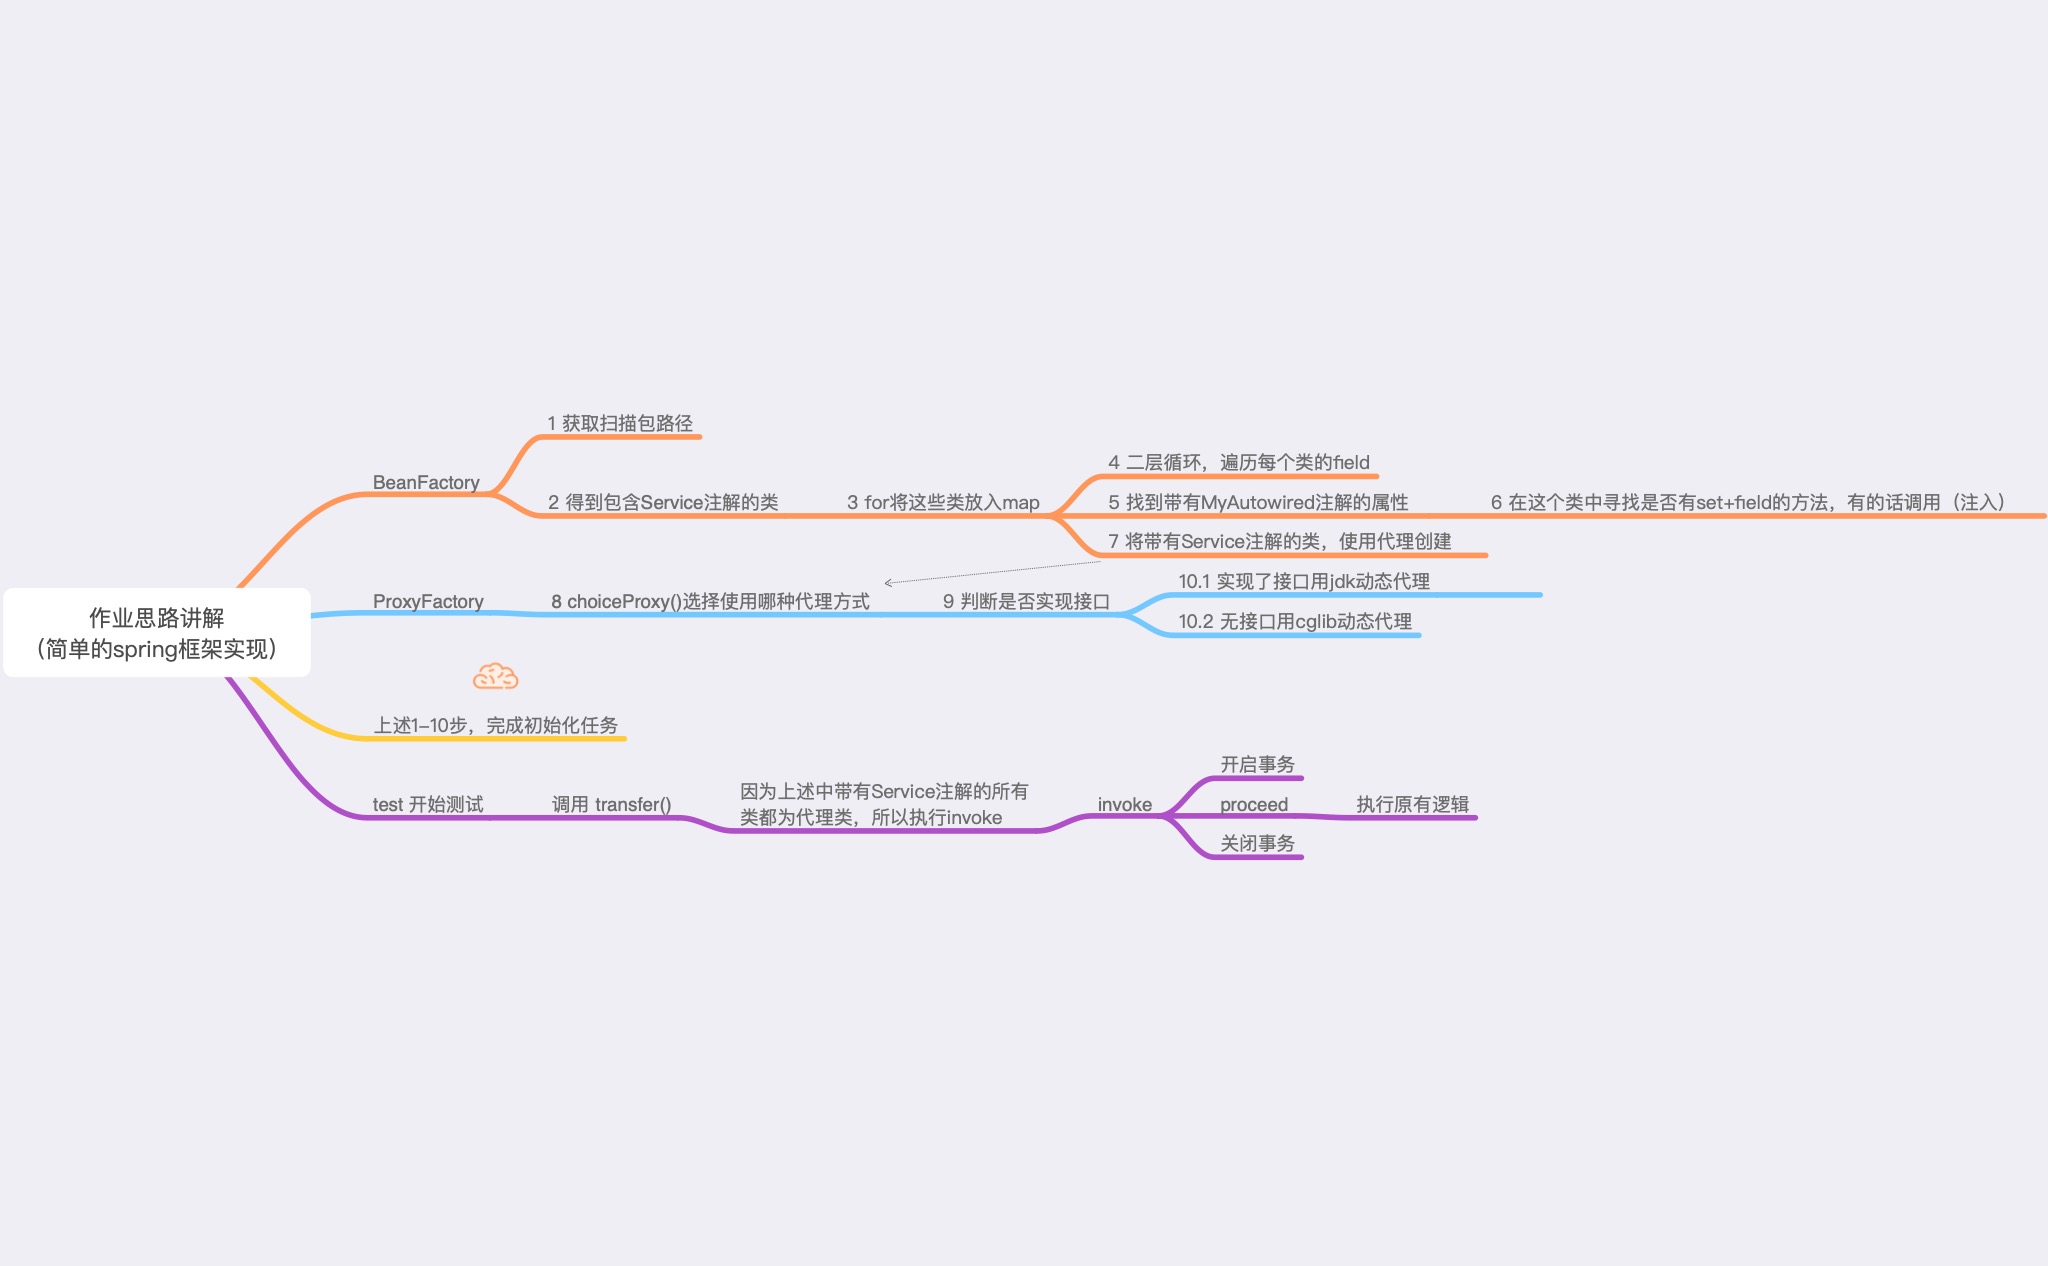 作业思路讲解
（简单的spring框架实现）
BeanFactory
1 获取扫描包路径
2 得到包含Service注解的类
3 for将这些类放入map
4 二层循环，遍历每个类的field
5 找到带有MyAutowired注解的属性
6 在这个类中寻找是否有set+field的方法，有的话调用（注入）
7 将带有Service注解的类，使用代理创建
ProxyFactory
8 choiceProxy()选择使用哪种代理方式
9 判断是否实现接口
10.1 实现了接口用jdk动态代理
10.2 无接口用cglib动态代理
上述1-10步，完成初始化任务
test 开始测试
调用 transfer()
因为上述中带有Service注解的所有
类都为代理类，所以执行invoke
invoke
开启事务
proceed
执行原有逻辑
关闭事务